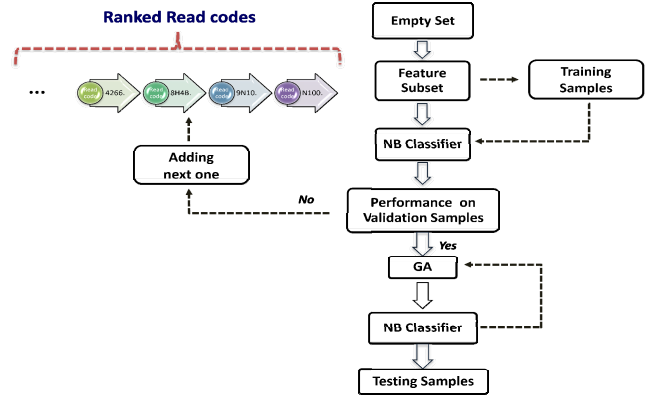 Ranked Read codes
Empty Set
Feature
Subset
Training
Samples
...
Read
code
4266.
Read
code
8H4B.
Read
code
9N10.
Read
code
N100.
NB Classifier
Adding
next one
No
Performance on
Validation Samples
Yes
GA
NB Classifier
Testing Samples